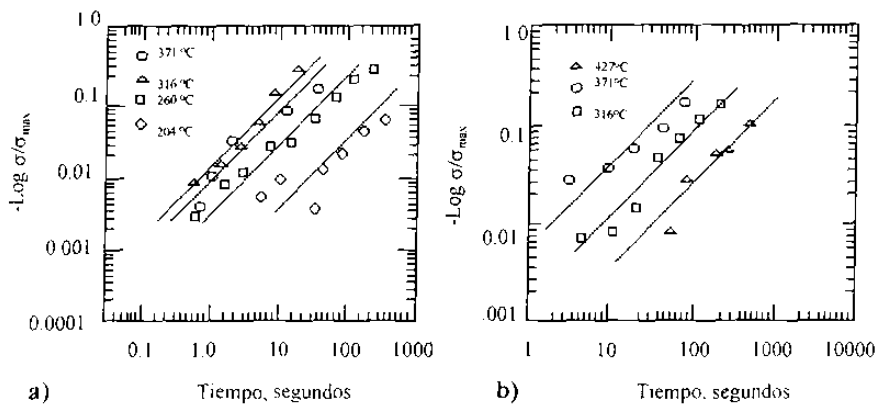 1 0
0.1
0.01
0 001
0.0001
-Log σ/σmax
371 ºC
316 ºC
260 ºC
204 ºC
0.1
1.0
10
100
1000
a)
Tiempo, segundos
1.0
0.1
0.01
.001
-Log σ/σmax
427ºC
371ºC
316ºC
1
10
100
1000
10000
b)
Tiempo, segundos